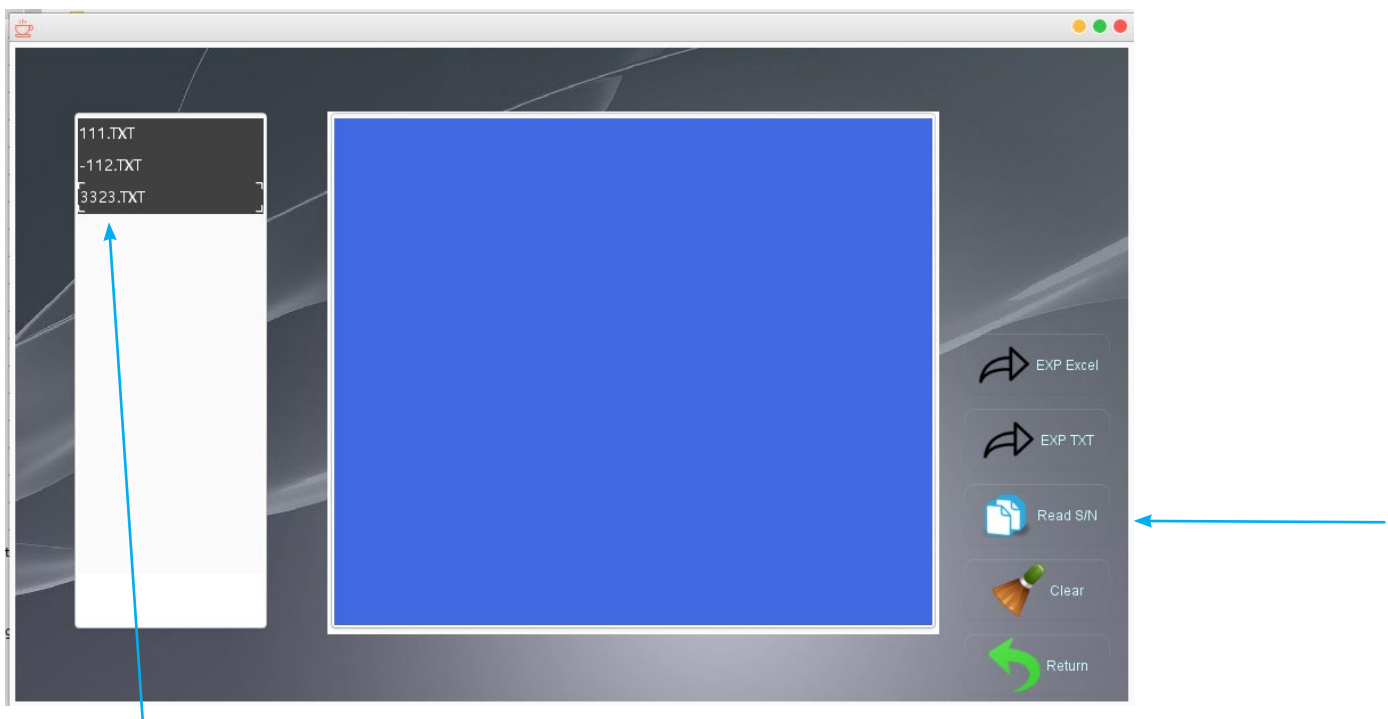 111.TXT
-112.TXT
3323.TXT
EXP Excel
EXP TXT
Read S/N
Clear
Return